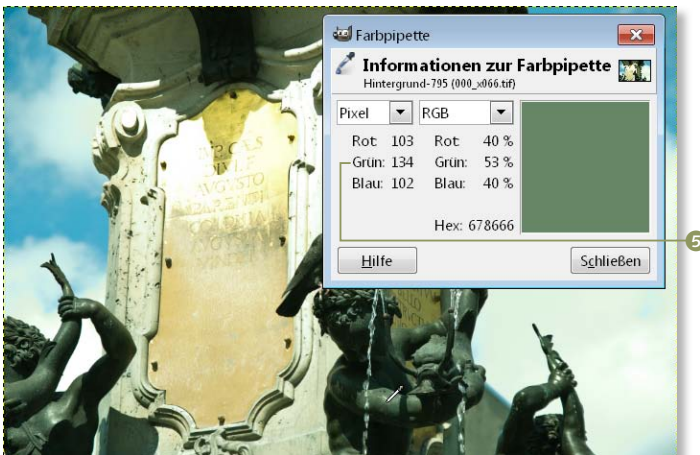 Farbpipette
Informationen zur Farbpipette
Hintergrund-795 (000_x066.tif)
Pixel RGB
Rot: 103 Rot: 40 %
Grün: 134 Grün: 53 %
Blau: 102 Blau: 40 %
Hex: 678666
5
Hilfe Schließen
AVGVSTO